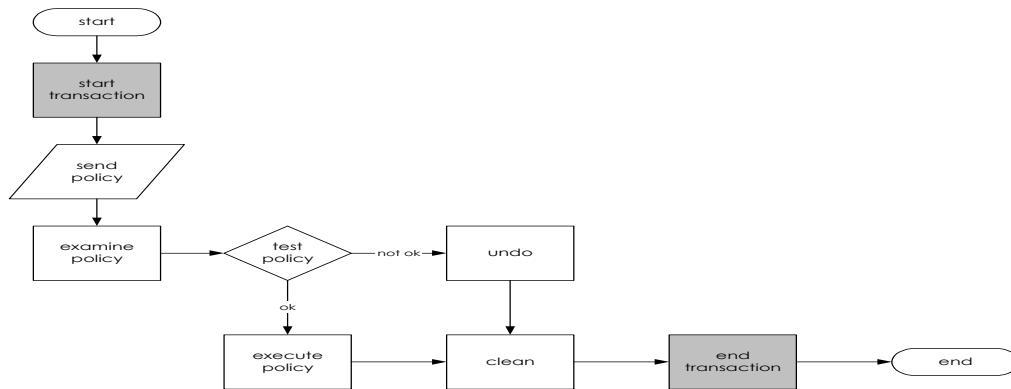 start
start
transaction
send
policy
examine
policy
test
policy
not ok
undo
ok
execute
policy
clean
end
transaction
end